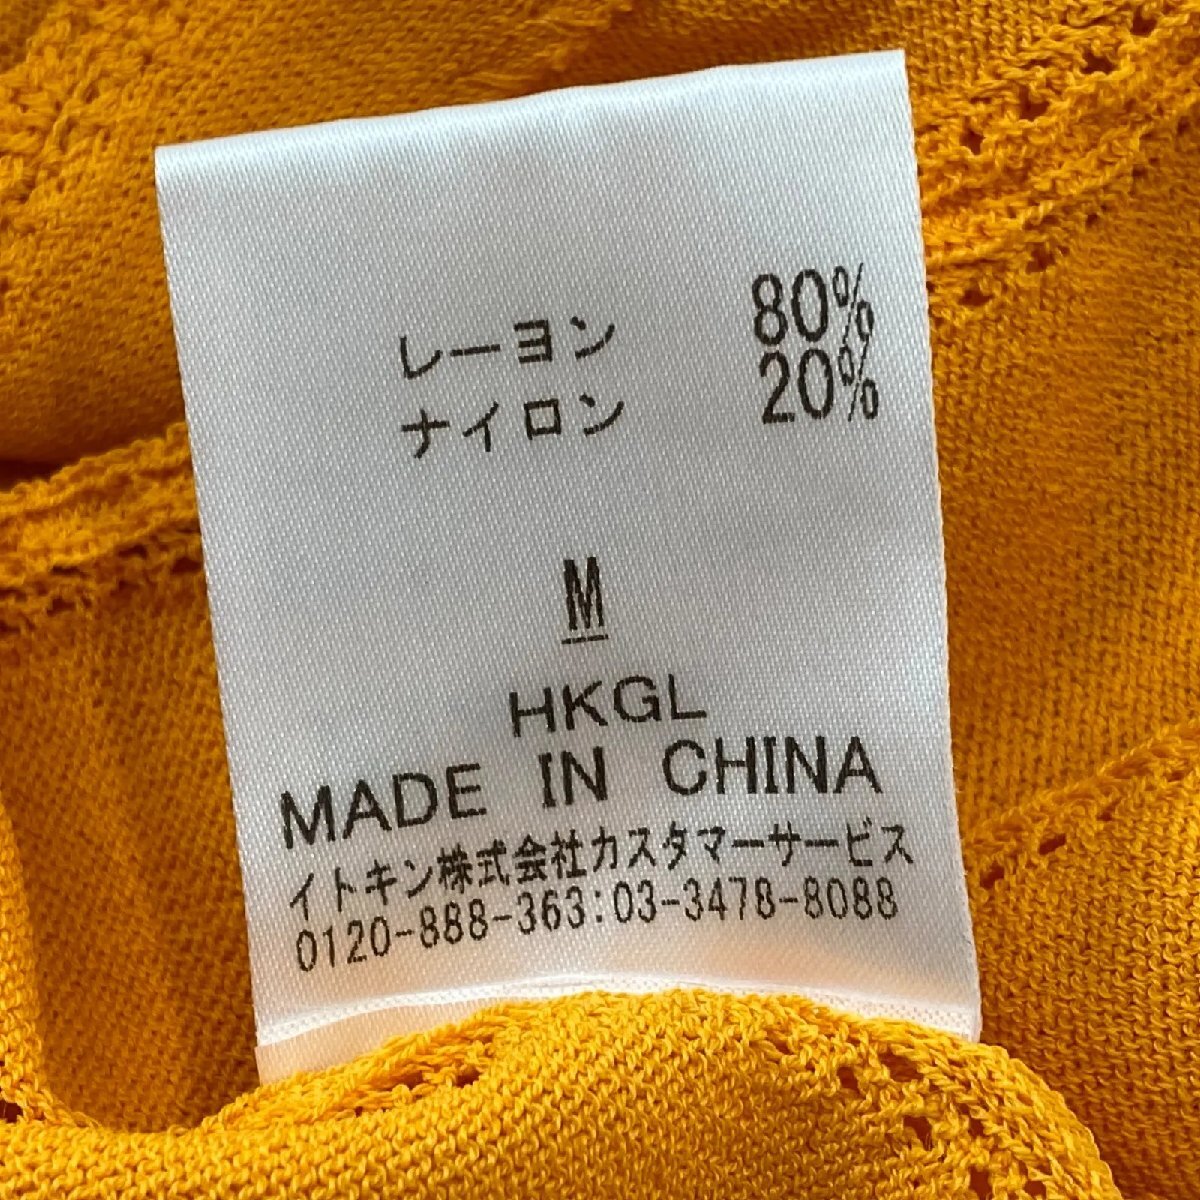 レーヨン 80%
ナイロン 20%
M
HKGL
MADE IN CHINA
イトキン株式会社カスタマーサービス
0120-888-363:03-3478-8088